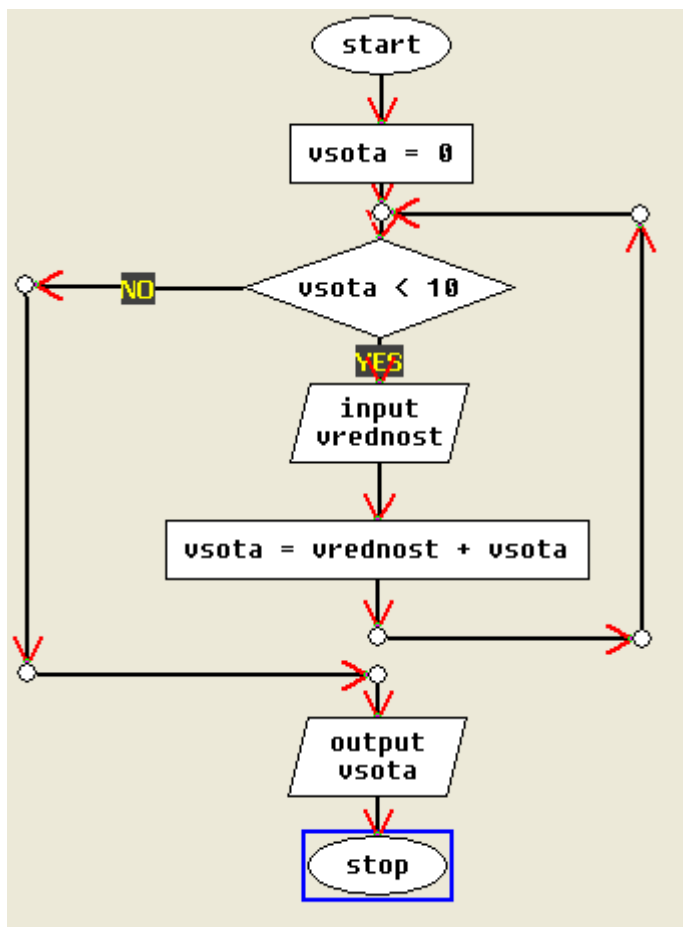 start
vsota = 0
vsota < 10
NO
YES
input
vrednost
vsota = vrednost + vsota
output
vsota
stop